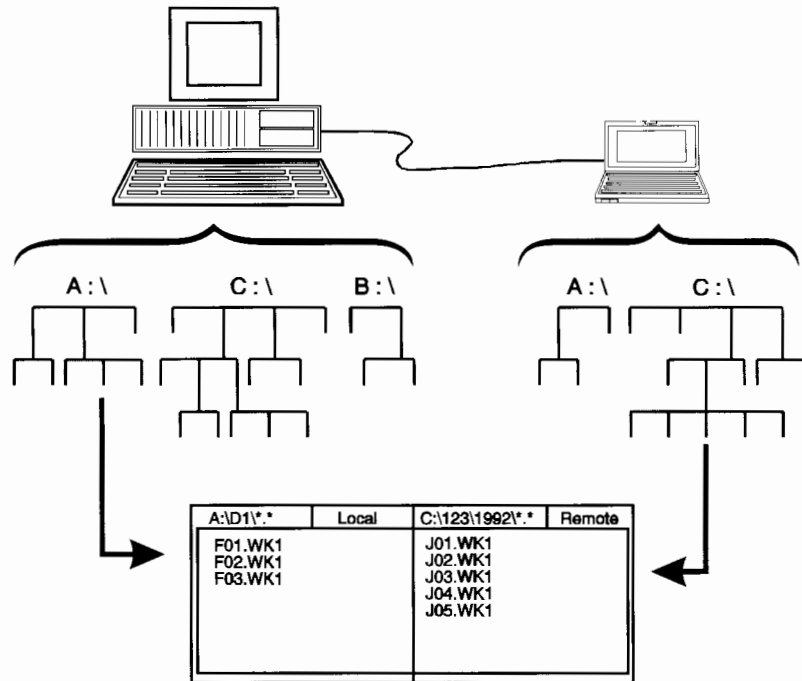 A:\ C:\ B:\ A:\ C:\
A:\D1\*.* Local C:\123\1992\*.* Remote
F01.WK1
F02.WK1
F03.WK1
J01.WK1
J02.WK1
J03.WK1
J04.WK1
J05.WK1